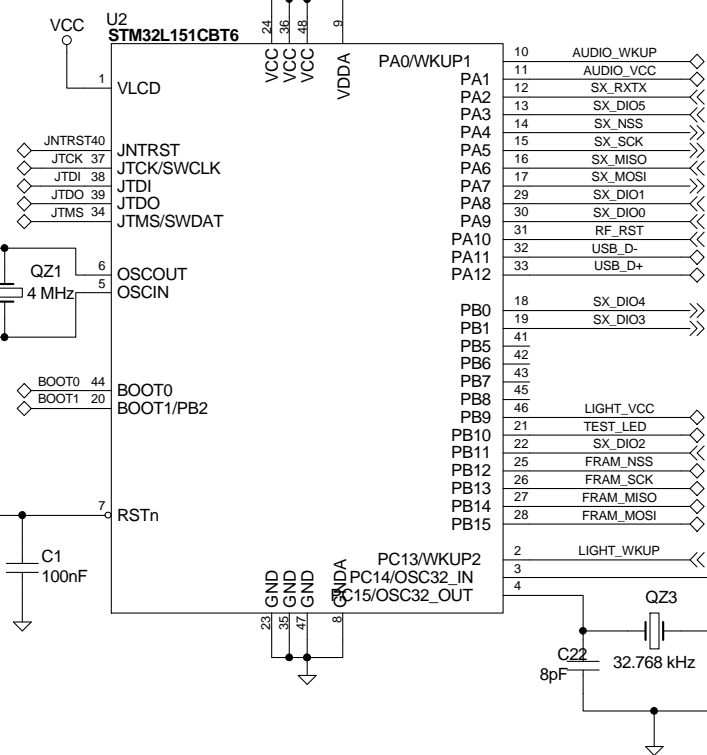 VCC
U2
STM32L151CBT6
24
36
48
9
VCC
VCC
VCC
VDDA
1 VLCD
JNTRST 40 JNTRST
JTCK 37 JTCK/SWCLK
JTDI 38 JTDI
JTDO 39 JTDO
JTMS 34 JTMS/SWDAT
QZ1
4 MHz
6 OSCOUT
5 OSCIN
BOOT0 44 BOOT0
BOOT1 20 BOOT1/PB2
7 RSTn
C1
100nF
PA0/WKUP1 10 AUDIO_WKUP
PA1 11 AUDIO_VCC
PA2 12 SX_RXTX
PA3 13 SX_DIO5
PA4 14 SX_NSS
PA5 15 SX_SCK
PA6 16 SX_MISO
PA7 17 SX_MOSI
PA8 29 SX_DIO1
PA9 30 SX_DIO0
PA10 31 RF_RST
PA11 32 USB_D-
PA12 33 USB_D+
PB0 18 SX_DIO4
PB1 19 SX_DIO3
PB5 41
PB6 42
PB7 43
PB8 45
PB9 46 LIGHT_VCC
PB10 21 TEST_LED
PB11 22 SX_DIO2
PB12 25 FRAM_NSS
PB13 26 FRAM_SCK
PB14 27 FRAM_MISO
PB15 28 FRAM_MOSI
PC13/WKUP2 2 LIGHT_WKUP
PC14/OSC32_IN 3
PC15/OSC32_OUT 4
GND
GND
GND
GNDA
23
35
47
8
QZ3
32.768 kHz
C22
8pF